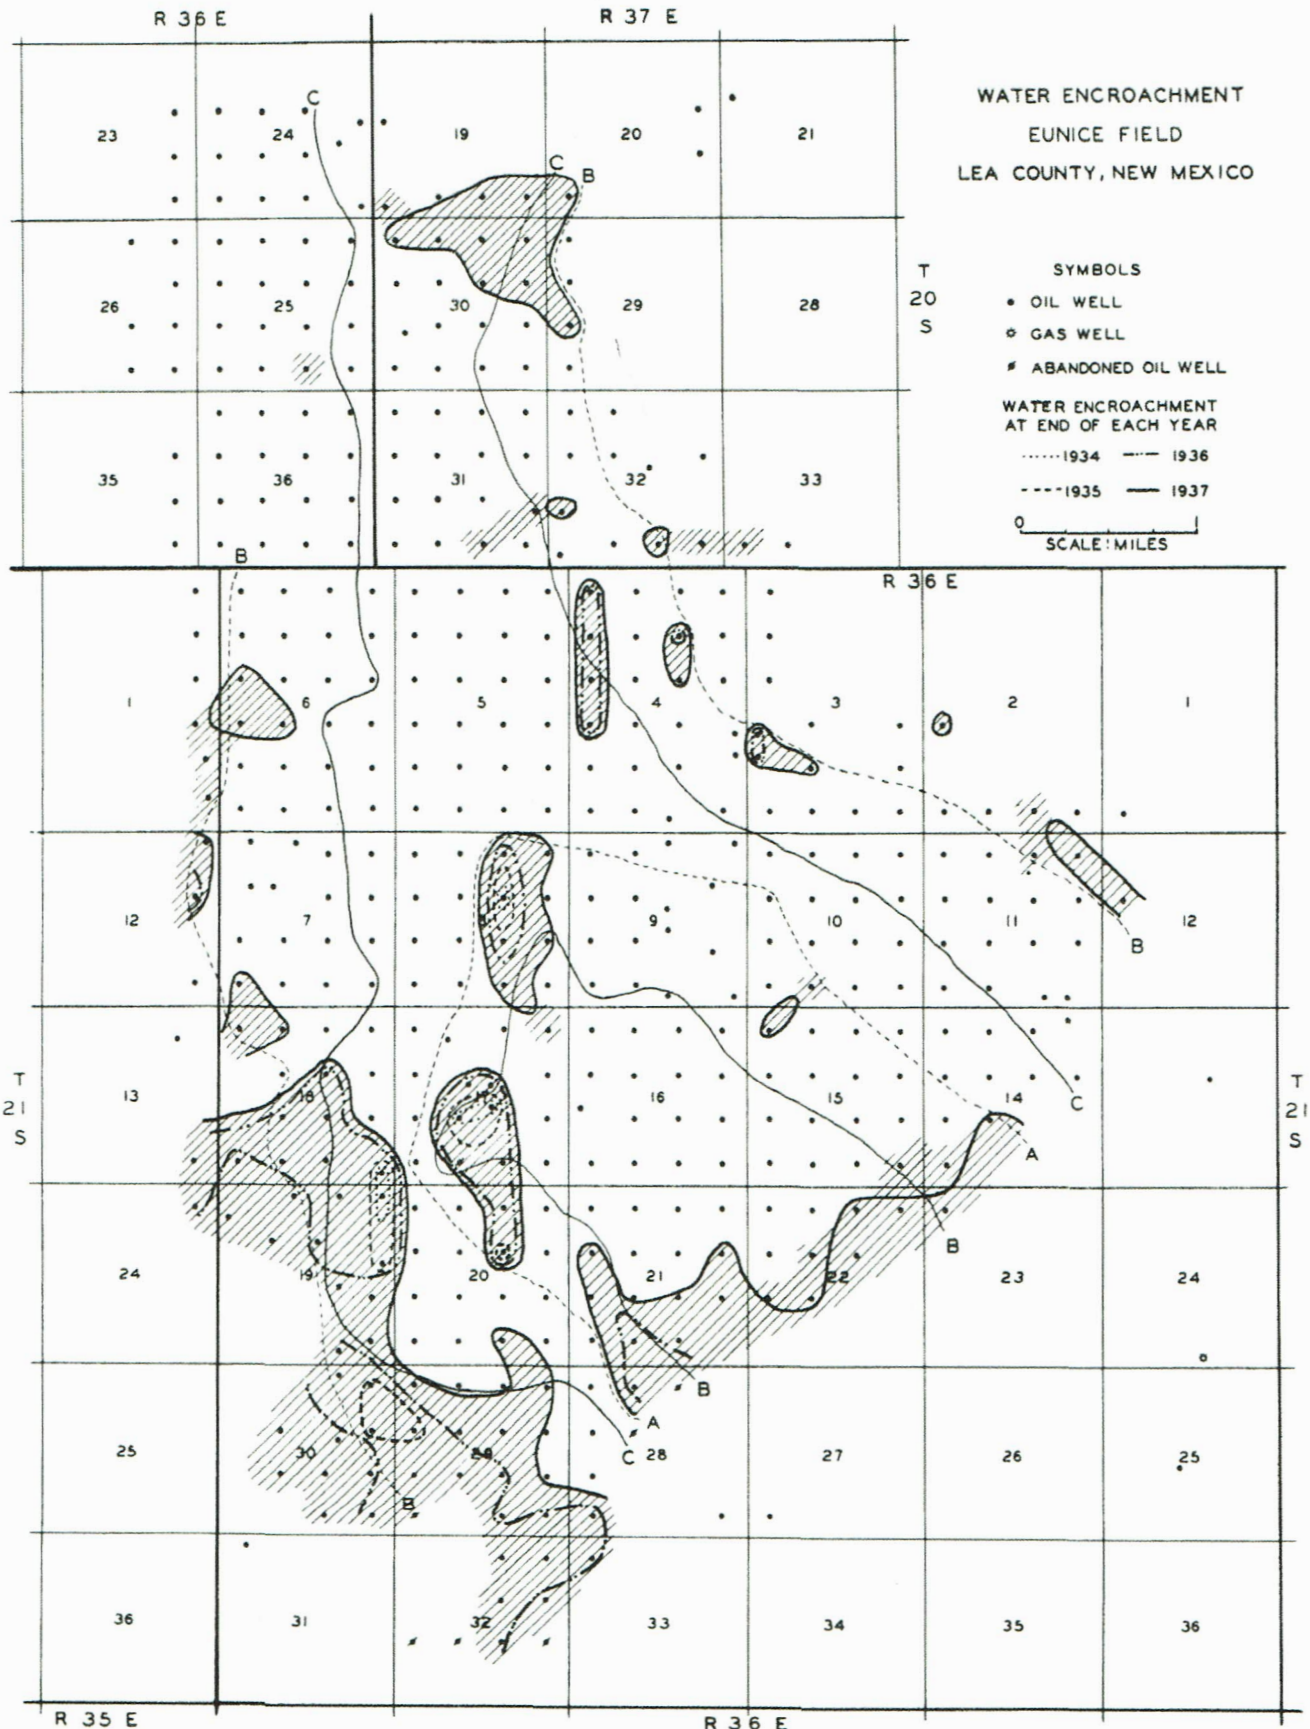 R 36 E
R 37 E
WATER ENCROACHMENT
EUNICE FIELD
LEA COUNTY, NEW MEXICO
C
23
24
19
20
21
C
B
T
20
S
SYMBOLS
OIL WELL
GAS WELL
ABANDONED OIL WELL
WATER ENCROACHMENT
AT END OF EACH YEAR
1934
1936
1935
1937
0
1
SCALE: MILES
26
25
30
29
28
35
36
31
32
33
B
R 36 E
1
6
5
4
3
2
1
12
7
8
9
10
11
12
B
T
21
S
13
18
17
16
15
14
C
A
T
21
S
24
19
20
21
22
23
24
B
B
A
C
25
30
29
28
27
26
25
B
36
31
32
33
34
35
36
R 35 E
R 36 E